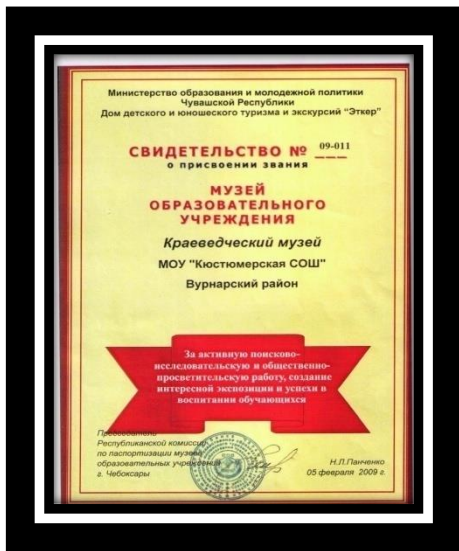 Министерство образования и молодежной политики
Чувашской Республики
Дом детского и юношеского туризма и экскурсий "Эткер"
СВИДЕТЕЛЬСТВО № 09-011
о присвоении звания
МУЗЕЙ
ОБРАЗОВАТЕЛЬНОГО
УЧРЕЖДЕНИЯ
Краеведческий музей
МОУ "Кюстюмерская СОШ"
Вурнарский район
За активную поисково-
исследовательскую и общественно-
просветительскую работу, создание
интересной экспозиции и успехи в
воспитании обучающихся
Председатель
Республиканской комиссии
по паспортизации музеев
образовательных учреждений
г. Чебоксары
Н.Л.Панченко
05 февраля 2009 г.